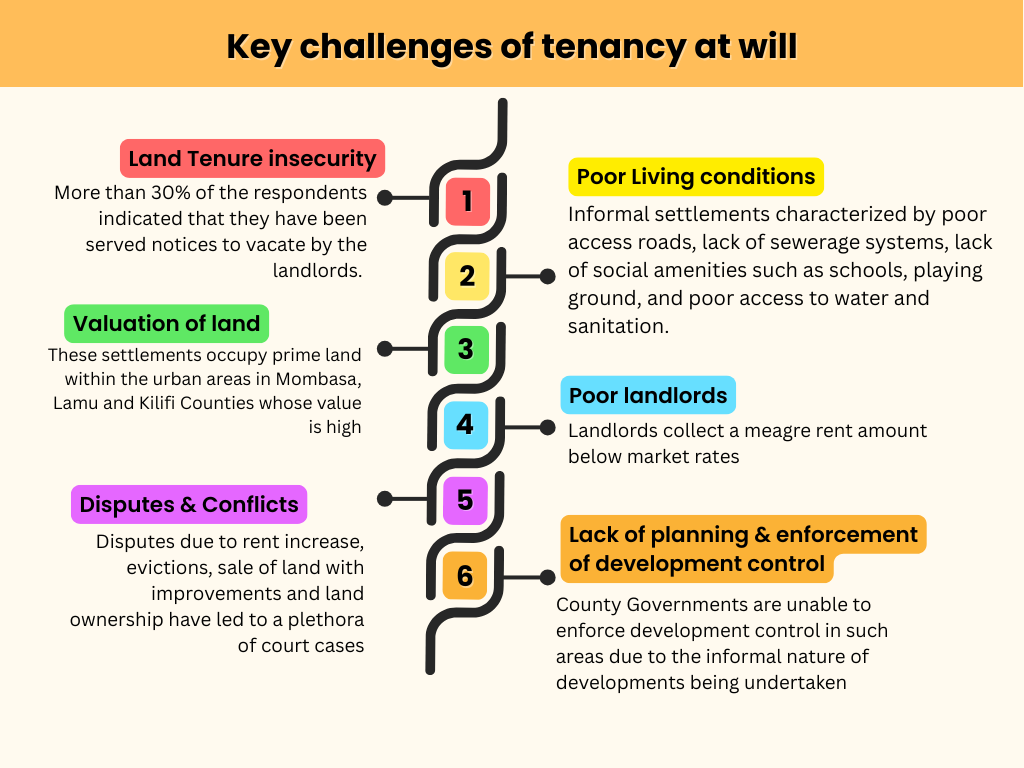 Key challenges of tenancy at will
1
Land Tenure insecurity
More than 30% of the respondents
indicated that they have been
served notices to vacate by the
landlords.
2
Poor Living conditions
Informal settlements characterized by poor
access roads, lack of sewerage systems, lack
of social amenities such as schools, playing
ground, and poor access to water and
sanitation.
3
Valuation of land
These settlements occupy prime land
within the urban areas in Mombasa,
Lamu and Kilifi Counties whose value
is high
4
Poor landlords
Landlords collect a meagre rent amount
below market rates
5
Disputes & Conflicts
Disputes due to rent increase,
evictions, sale of land with
improvements and land
ownership have led to a plethora
of court cases
6
Lack of planning & enforcement
of development control
County Governments are unable to
enforce development control in such
areas due to the informal nature of
developments being undertaken